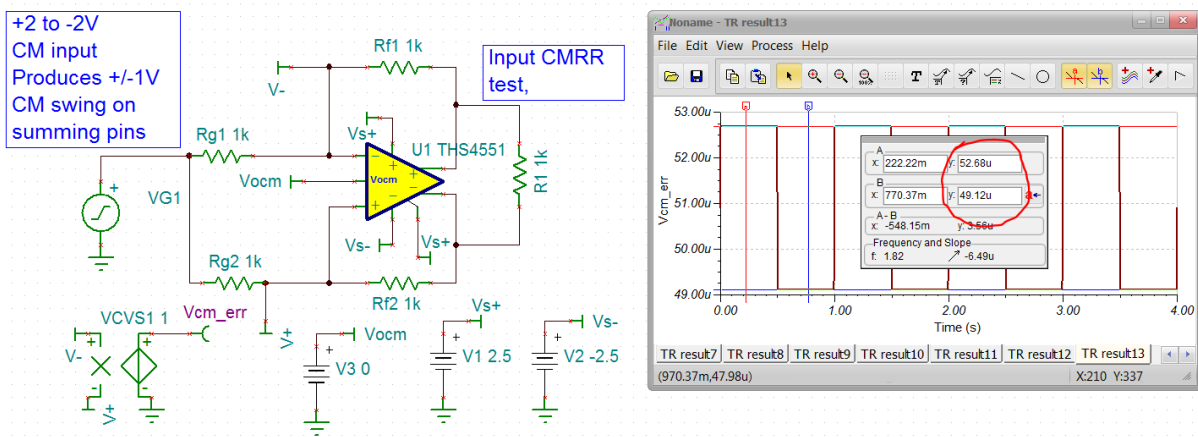 +2 to -2V
CM input
Produces +/-1V
CM swing on
summing pins
Rf1 1k
Input CMRR
test,
V-
Vs+
Rg1 1k
U1 THS4551
R1 1k
VG1
Vocm
Vocm
Vs-
Vs+
Rg2 1k
Rf2 1k
Vcm_err
VCVS1 1
V-
V+
V+
Vocm
V3 0
Vs+
V1 2.5
Vs-
V2 -2.5
Noname - TR result13
File Edit View Process Help
100%
T
a
b
a
b
53.00u
52.00u
51.00u
50.00u
49.00u
Vcm_err
A
x: 222.22m y: 52.68u
B
x: 770.37m y: 49.12u
a
A - B
x: -548.15m y: 3.56u
Frequency and Slope
f: 1.82 -6.49u
0.00 1.00 2.00 3.00 4.00
Time (s)
TR result7 TR result8 TR result9 TR result10 TR result11 TR result12 TR result13
(970.37m,47.98u) X:210 Y:337